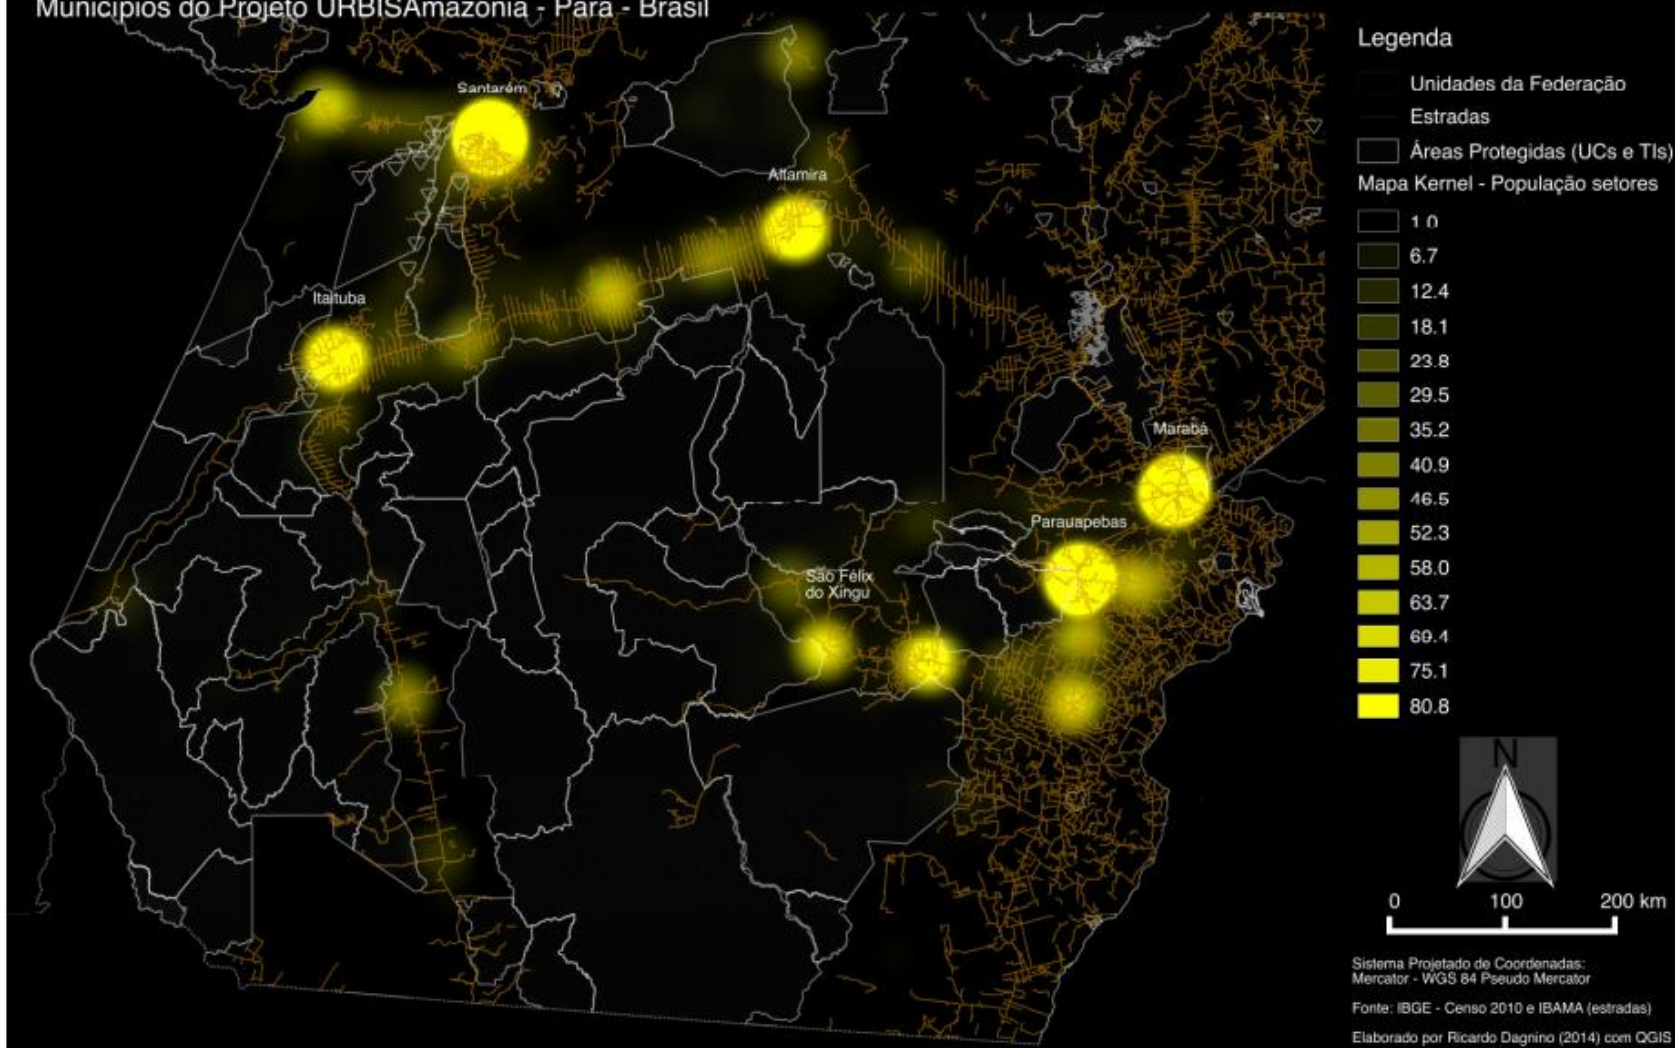 Municípios do Projeto URBISAmazônia - Pará - Brasil
Santarém
Altamira
Itaituba
Marabá
Parauapebas
São Félix
do Xingu
Legenda
Unidades da Federação
Estradas
Áreas Protegidas (UCs e TIs)
Mapa Kernel - População setores
1.0
6.7
12.4
18.1
23.8
29.5
35.2
40.9
46.5
52.3
58.0
63.7
69.4
75.1
80.8
N
0 100 200 km
Sistema Projetado de Coordenadas:
Mercator - WGS 84 Pseudo Mercator
Fonte: IBGE - Censo 2010 e IBAMA (estradas)
Elaborado por Ricardo Dagnino (2014) com QGIS